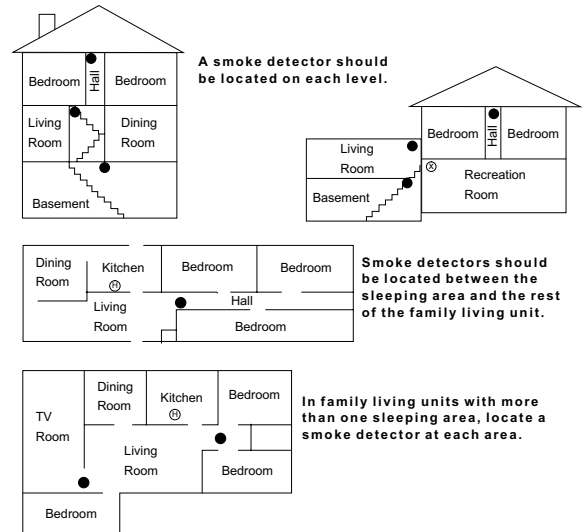 A smoke detector should
be located on each level.
Bedroom
Hall
Bedroom
Living
Room
Dining
Room
Basement
Bedroom
Hall
Bedroom
Living
Room
X
Recreation
Room
Basement
Dining
Room
Kitchen
H
Bedroom
Bedroom
Living
Room
Hall
Bedroom
Smoke detectors should
be located between the
sleeping area and the rest
of the family living unit.
TV
Room
Dining
Room
Kitchen
H
Bedroom
Living
Room
Bedroom
Bedroom
In family living units with more
than one sleeping area, locate a
smoke detector at each area.